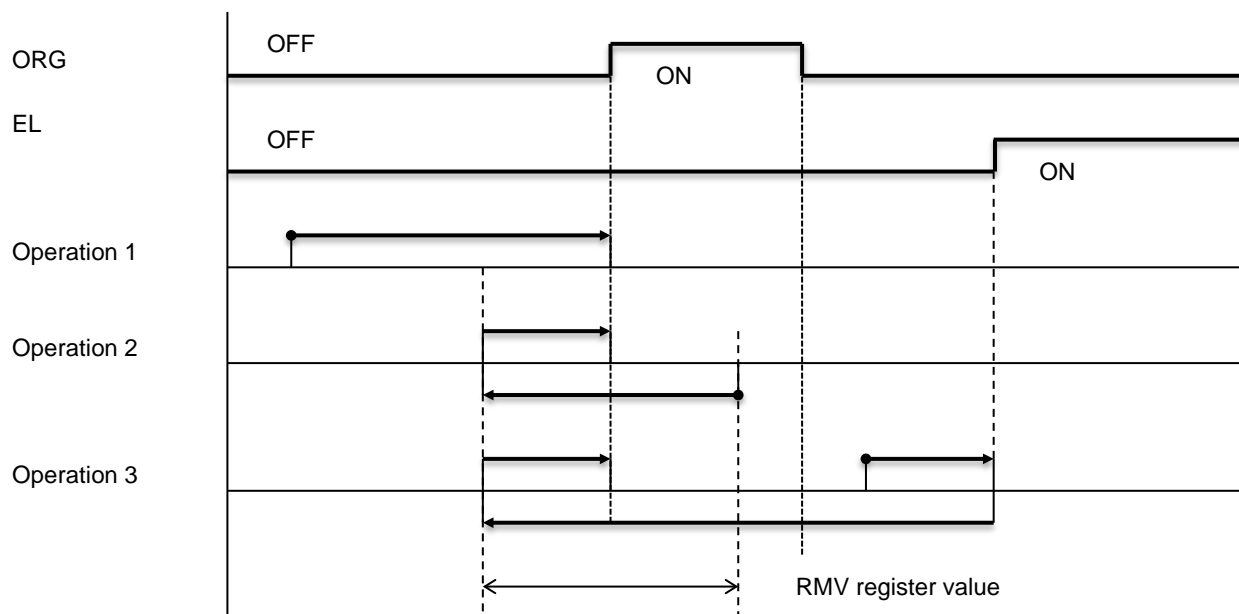 OFF
ORG
ON
EL
OFF
ON
Operation 1
Operation 2
Operation 3
RMV register value